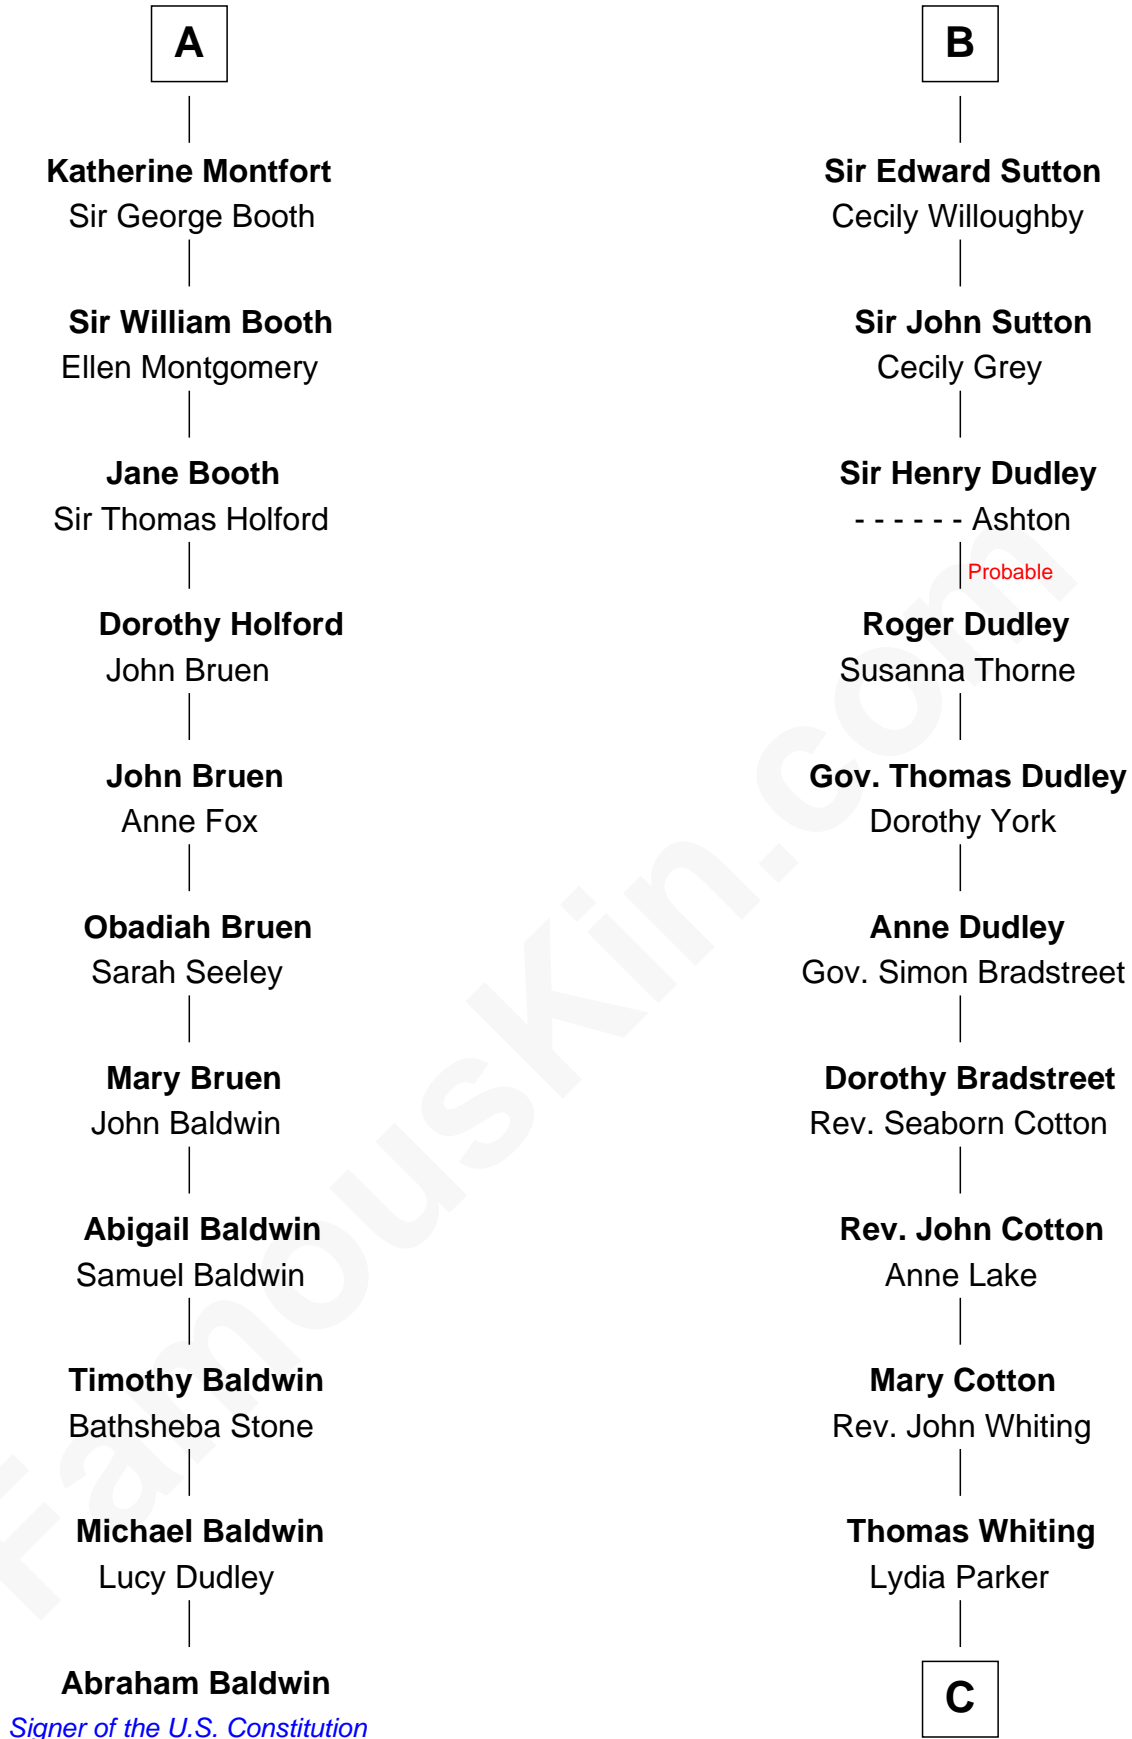 A
Katherine Montfort
Sir George Booth
Sir William Booth
Ellen Montgomery
Jane Booth
Sir Thomas Holford
Dorothy Holford
John Bruen
John Bruen
Anne Fox
Obadiah Bruen
Sarah Seeley
Mary Bruen
John Baldwin
Abigail Baldwin
Samuel Baldwin
Timothy Baldwin
Bathsheba Stone
Michael Baldwin
Lucy Dudley
Abraham Baldwin
Signer of the U.S. Constitution
B
Sir Edward Sutton
Cecily Willoughby
Sir John Sutton
Cecily Grey
Sir Henry Dudley
- - - - - - Ashton
Probable
Roger Dudley
Susanna Thorne
Gov. Thomas Dudley
Dorothy York
Anne Dudley
Gov. Simon Bradstreet
Dorothy Bradstreet
Rev. Seaborn Cotton
Rev. John Cotton
Anne Lake
Mary Cotton
Rev. John Whiting
Thomas Whiting
Lydia Parker
C
FamousKin.com